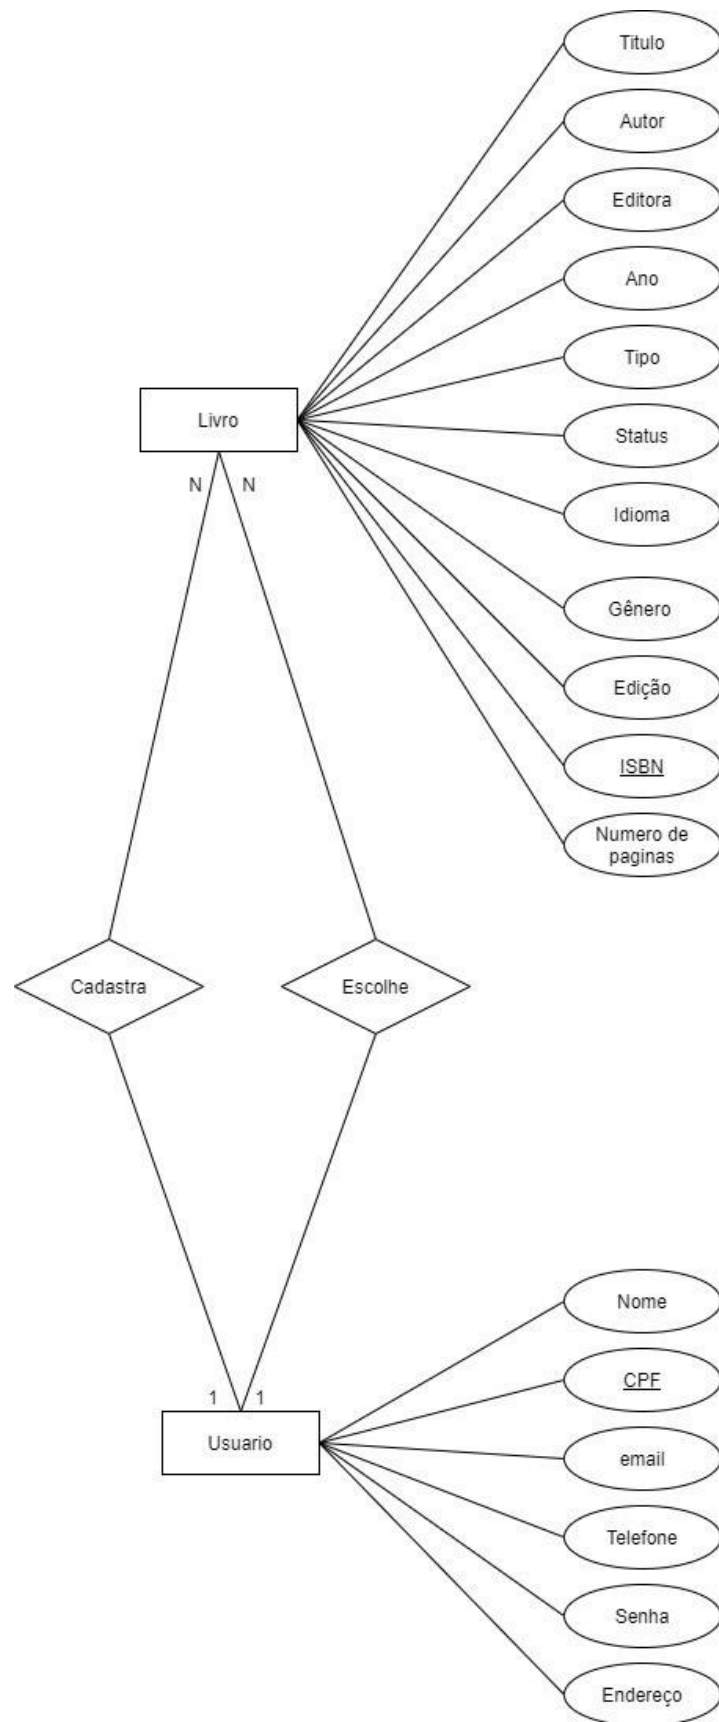 Titulo
Autor
Editora
Ano
Tipo
Livro
Status
N
N
Idioma
Gênero
Edição
ISBN
Numero de
paginas
Cadastra
Escolhe
Nome
CPF
1
1
Usuario
email
Telefone
Senha
Endereço